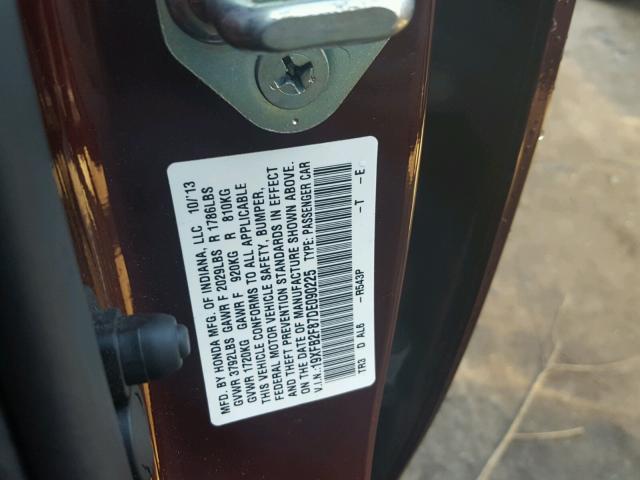 MFD. BY HONDA MFG. OF INDIANA, LLC 10/13
GVWR 3792LBS GAWR F 2029LBS R 1786LBS
GVWR 1720KG GAWR F 920KG R 810KG
THIS VEHICLE CONFORMS TO ALL APPLICABLE
FEDERAL MOTOR VEHICLE SAFETY, BUMPER,
AND THEFT PREVENTION STANDARDS IN EFFECT
ON THE DATE OF MANUFACTURE SHOWN ABOVE.
V.I.N.:19XFB2F87DE090225 TYPE: PASSENGER CAR
TR3 D AL6 -R543P -T -E